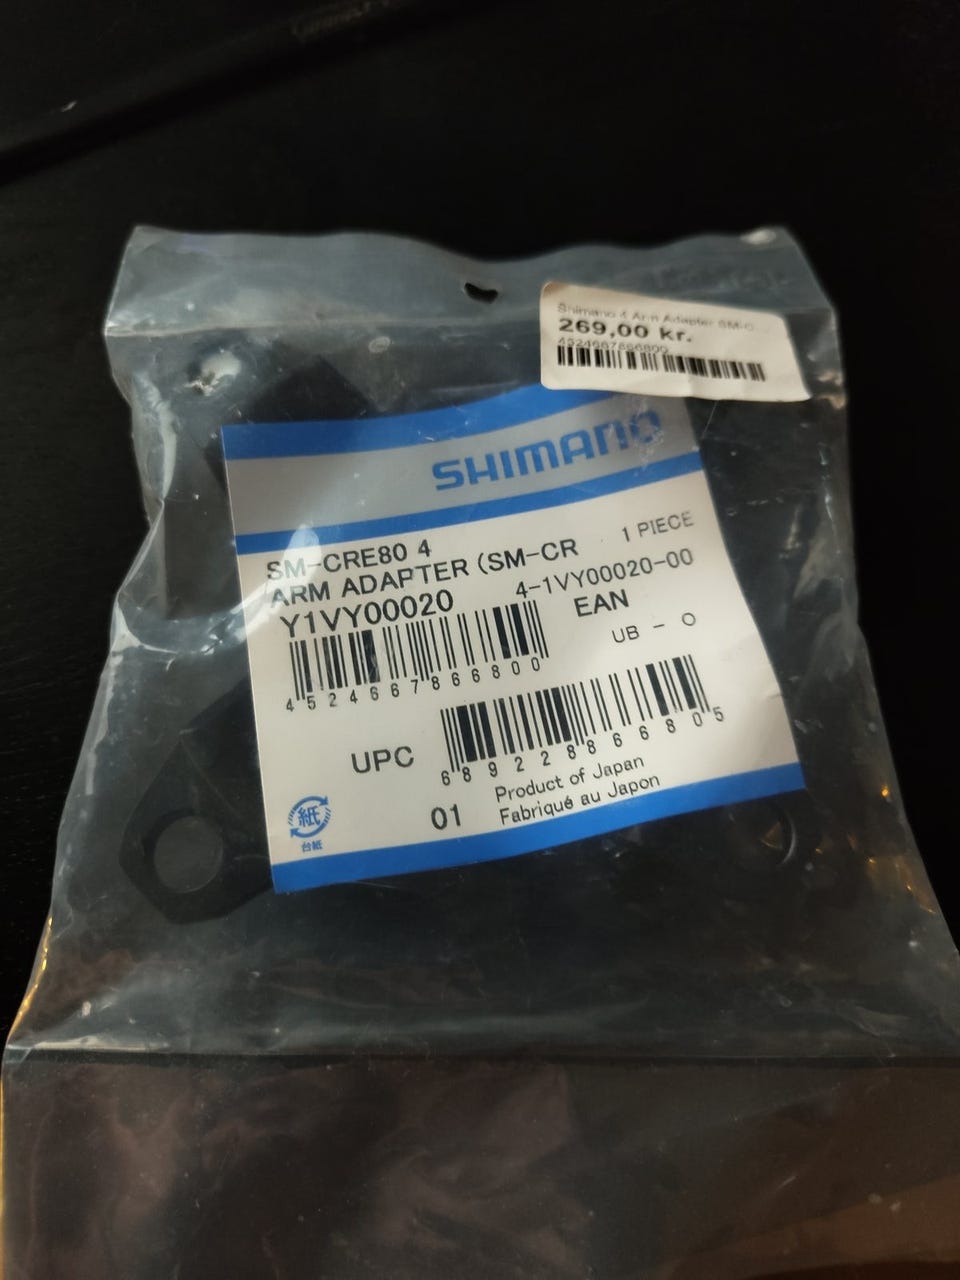 Shimano 4 Arm Adapter SM-C...
269,00 kr.
4524667866800
SHIMANO
SM-CRE80 4
ARM ADAPTER (SM-CR
1 PIECE
Y1VY00020
4-1VY00020-00
EAN
UB - O
4524667866800
UPC
689228866805
01
Product of Japan
Fabriqué au Japon
紙
台紙